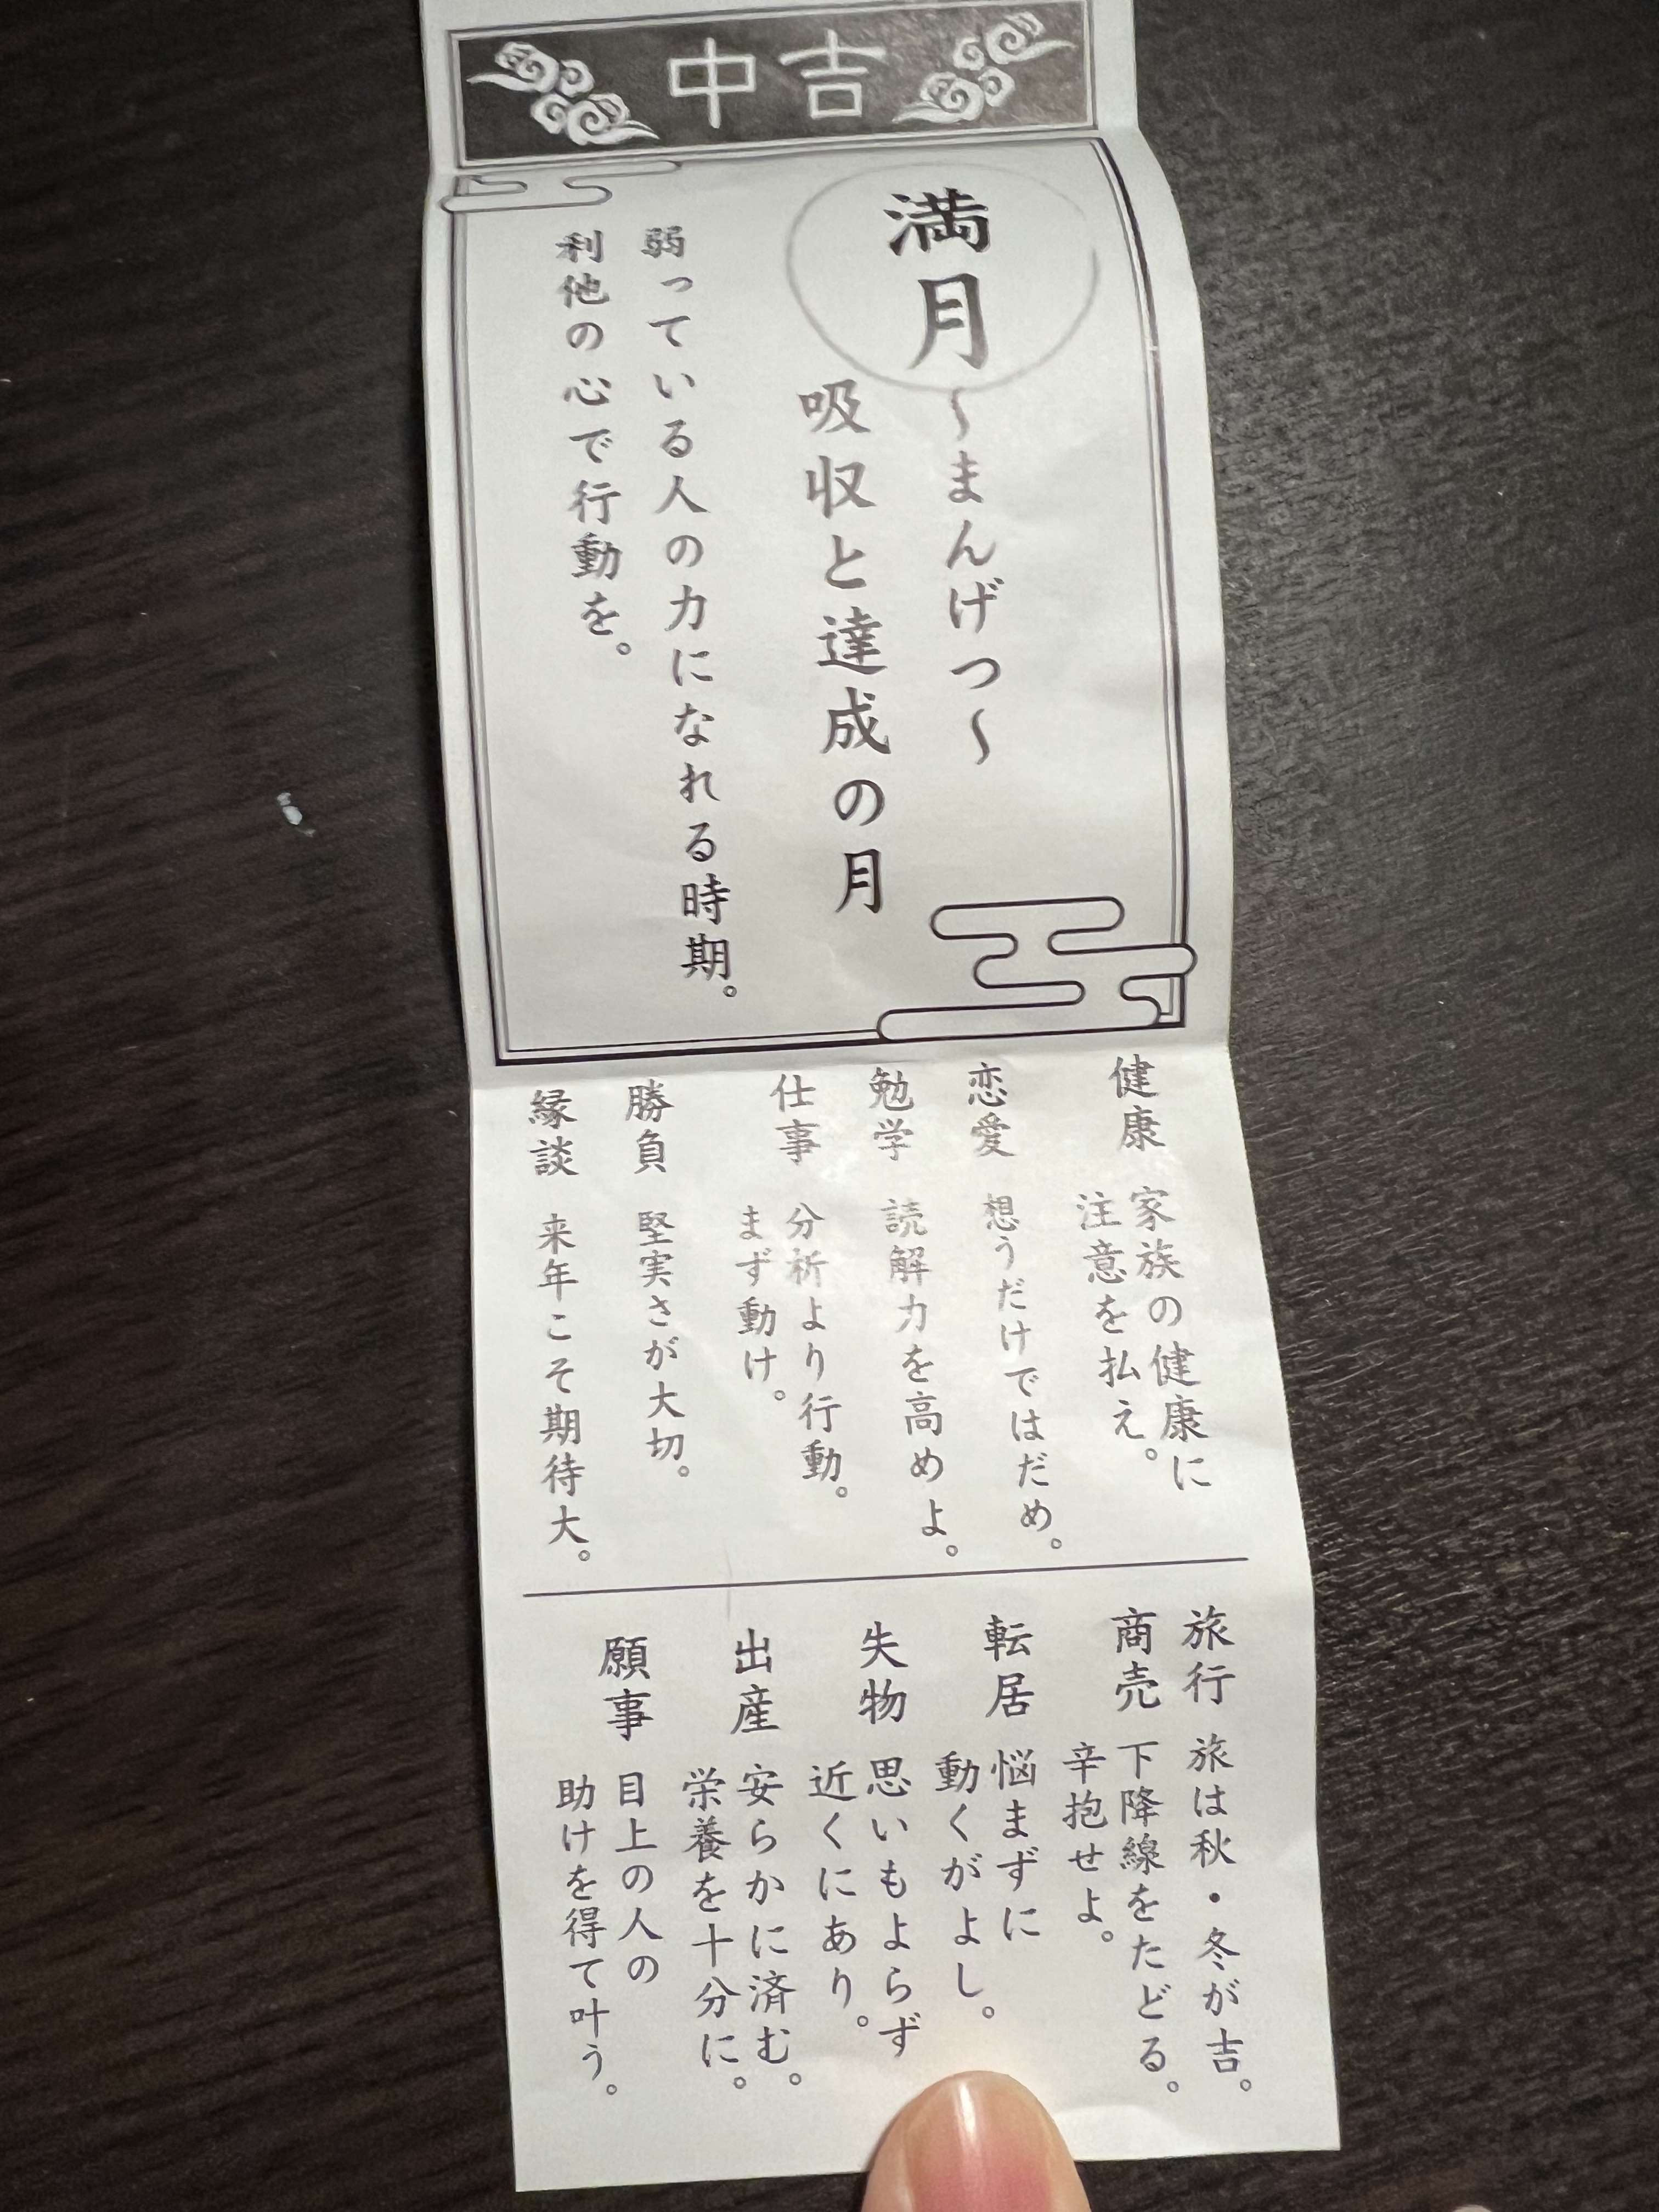 中吉
満月～まんげつ～
吸収と達成の月
弱っている人の力になれる時期。
利他の心で行動を。
健康 家族の健康に
注意を払え。
恋愛 想うだけではだめ。
勉学 読解力を高めよ。
仕事 分析より行動。
まず動け。
勝負 堅実さが大切。
縁談 来年こそ期待大。
旅行 旅は秋・冬が吉。
商売 下降線をたどる。
辛抱せよ。
転居 悩まずに
動くがよし。
失物 思いもよらず
近くにあり。
出産 安らかに済む。
栄養を十分に。
願事 目上の人の
助けを得て叶う。